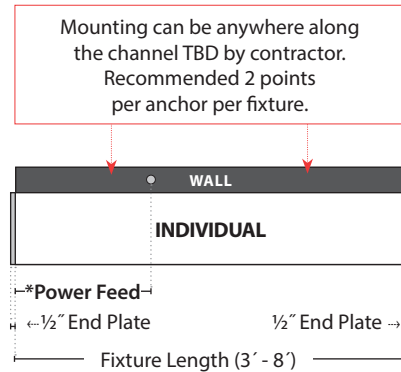 Mounting can be anywhere along
the channel TBD by contractor.
Recommended 2 points
per anchor per fixture.
WALL
INDIVIDUAL
*Power Feed
½˝ End Plate ½˝ End Plate
Fixture Length (3´ - 8´)